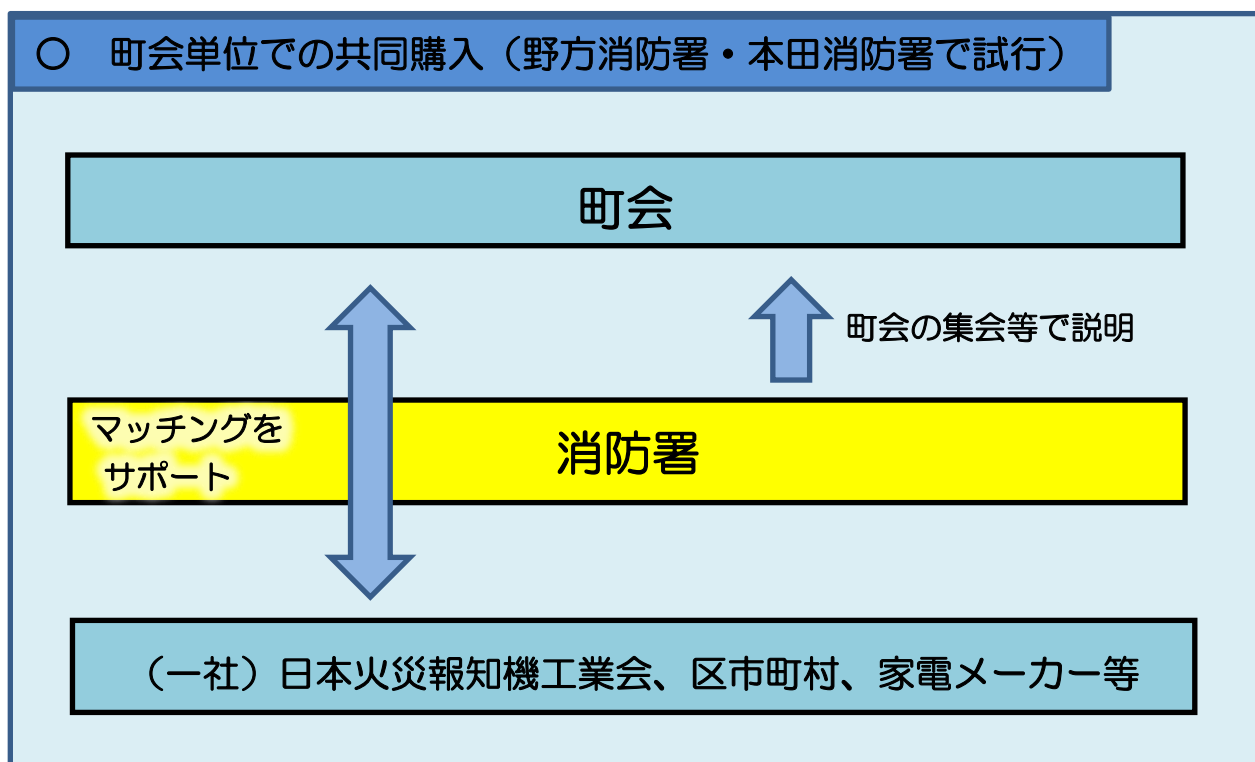 〇　町会単位での共同購入（野方消防署・本田消防署で試行）
町会
町会の集会等で説明
マッチングを
サポート
消防署
（一社）日本火災報知機工業会、区市町村、家電メーカー等